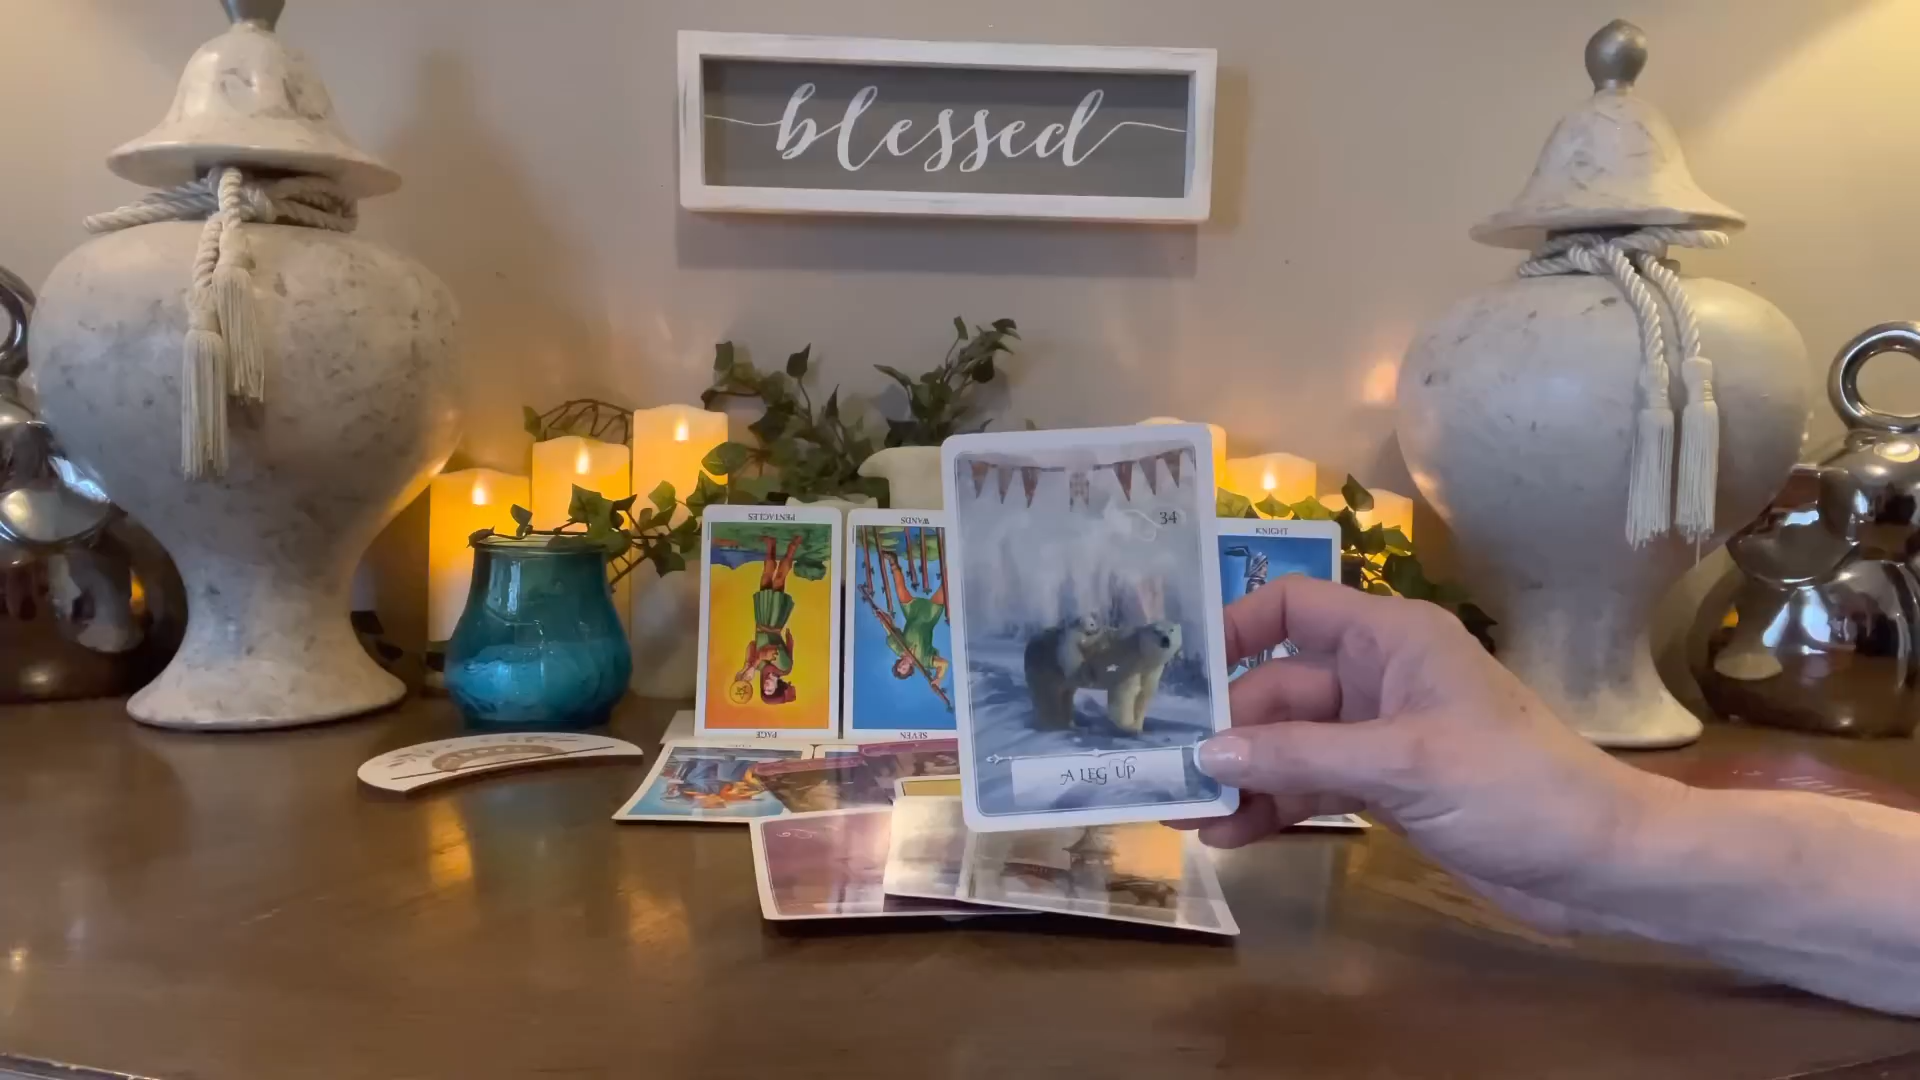 blessed
34
PENTACLES
WANDS
KNIGHT
PAGE
SEVEN
A LEG UP